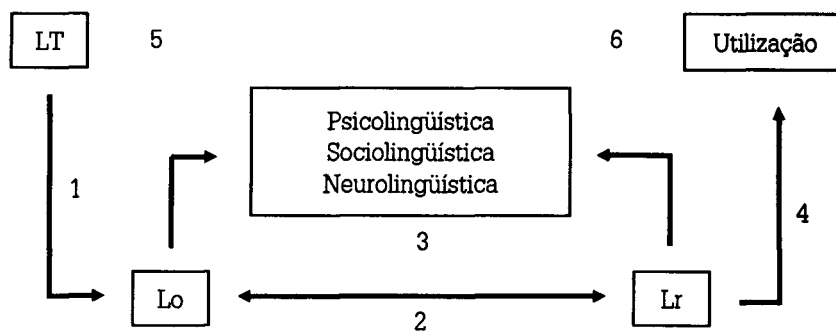 LT 5 6 Utilização
Psicolingüística
Sociolingüística
Neurolingüística
1 4
3
Lo Lr
2